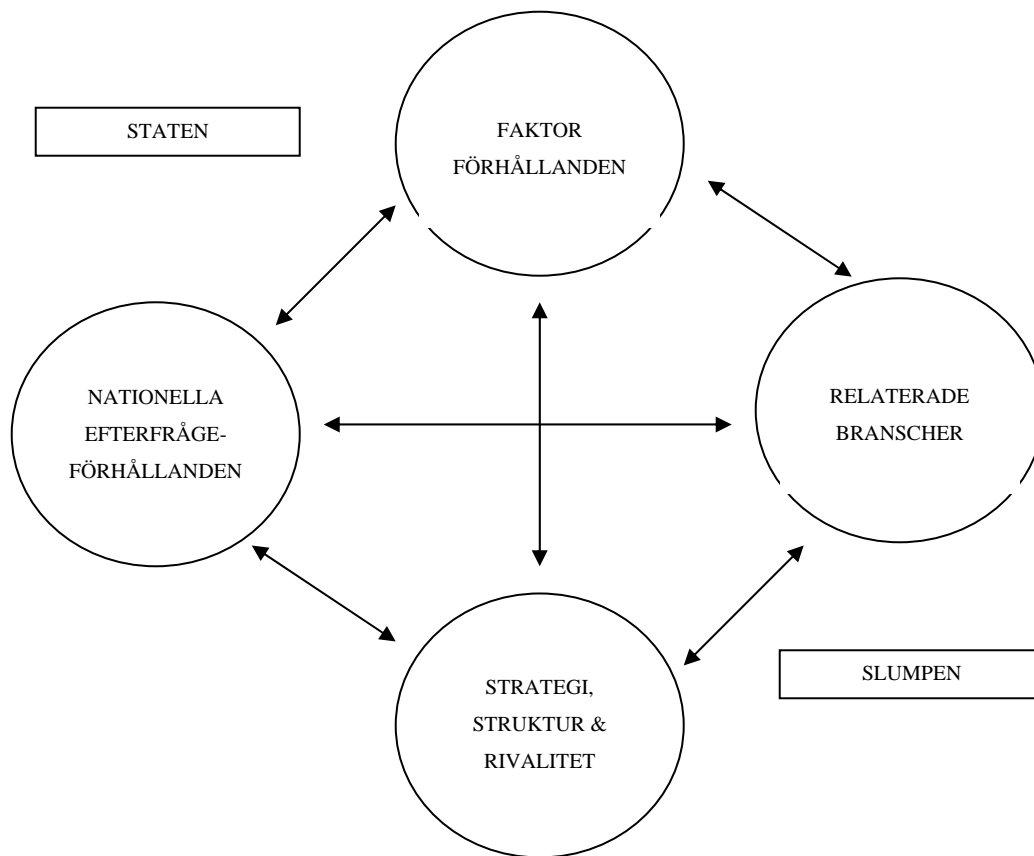 STATEN
FAKTOR
FÖRHÅLLANDEN
NATIONELLA
EFTERFRÅGE-
FÖRHÅLLANDEN
RELATERADE
BRANSCHER
STRATEGI,
STRUKTUR &
RIVALITET
SLUMPEN